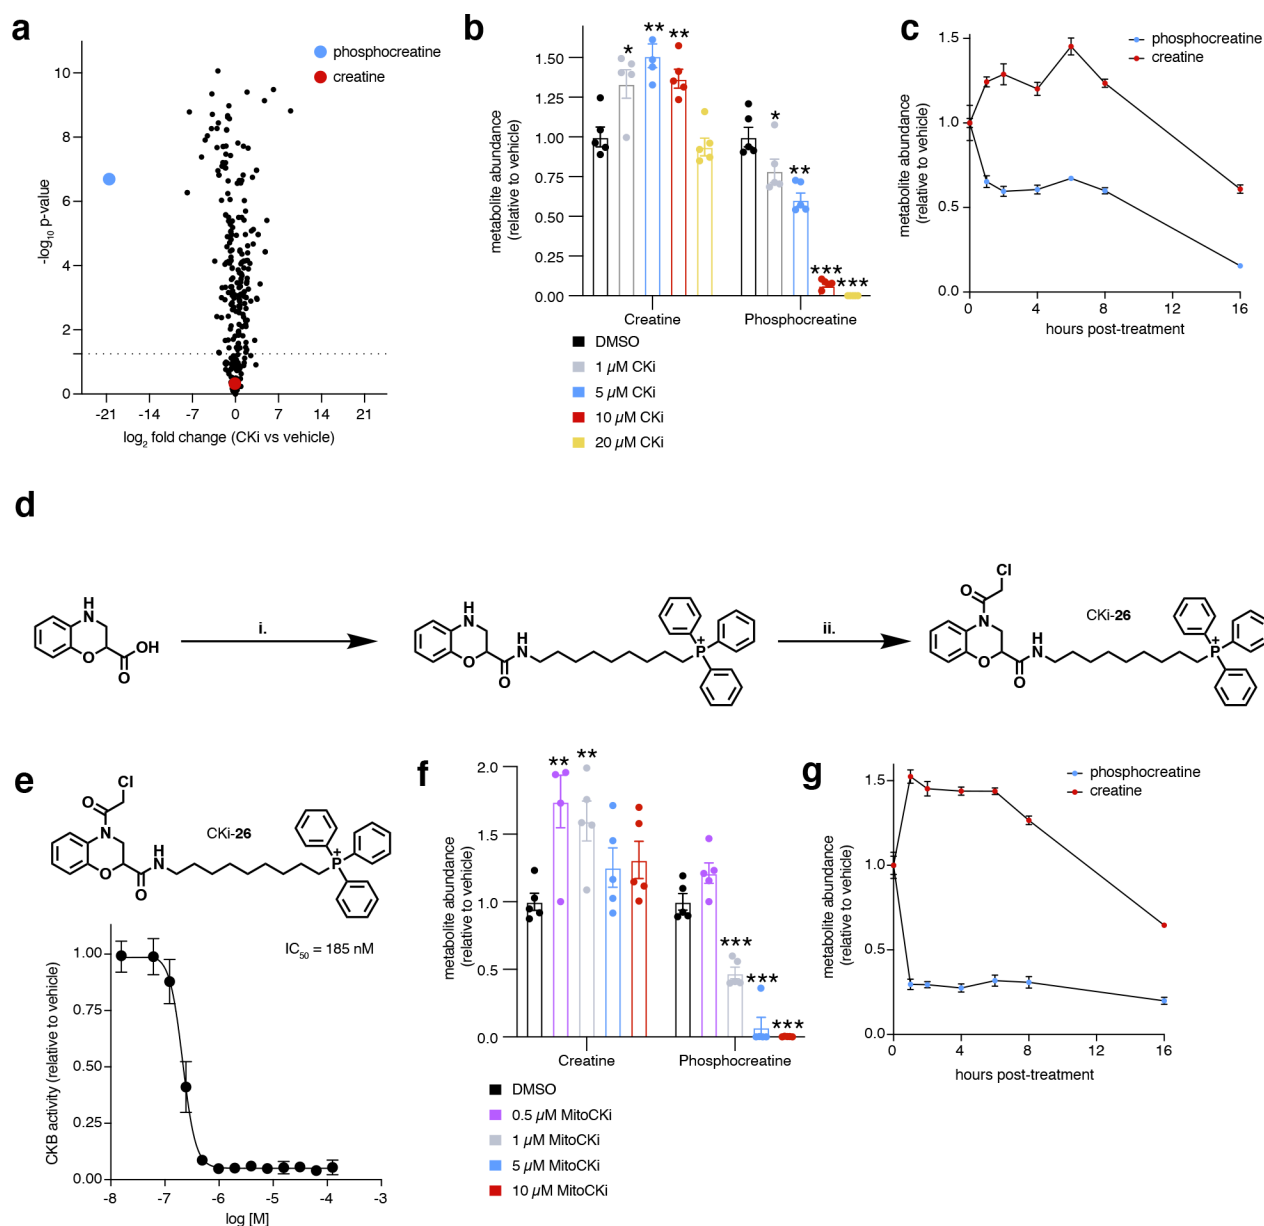 a
phosphocreatine
creatine
10
8
6
4
2
0
-log10 p-value
-21 -14 -7 0 7 14 21
log2 fold change (CKi vs vehicle)
b
* ** **
* ** *** ***
1.50
1.25
1.00
0.75
0.50
0.25
0.00
metabolite abundance
(relative to vehicle)
Creatine Phosphocreatine
DMSO
1 µM CKi
5 µM CKi
10 µM CKi
20 µM CKi
c
phosphocreatine
creatine
1.5
1.0
0.5
0.0
metabolite abundance
(relative to vehicle)
0 4 8 12 16
hours post-treatment
d
H
N
O
OH
O
i.
H
N
O
H
N
O
P
+
ii.
Cl
O
N
O
H
N
O
CKi-26
P
+
e
Cl
O
N
O
H
N
O
CKi-26
P
+
IC50 = 185 nM
1.00
0.75
0.50
0.25
0.00
CKB activity (relative to vehicle)
-8 -7 -6 -5 -4 -3
log [M]
f
** **
*** *** ***
2.0
1.5
1.0
0.5
0.0
metabolite abundance
(relative to vehicle)
Creatine Phosphocreatine
DMSO
0.5 µM MitoCKi
1 µM MitoCKi
5 µM MitoCKi
10 µM MitoCKi
g
phosphocreatine
creatine
1.5
1.0
0.5
0.0
metabolite abundance
(relative to vehicle)
0 4 8 12 16
hours post-treatment